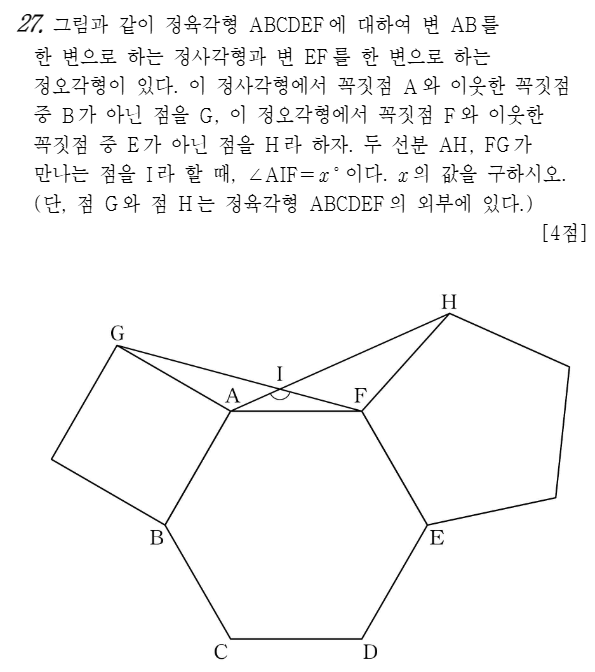 27. 그림과 같이 정육각형 ABCDEF에 대하여 변 AB를
한 변으로 하는 정사각형과 변 EF를 한 변으로 하는
정오각형이 있다. 이 정사각형에서 꼭짓점 A와 이웃한 꼭짓점
중 B가 아닌 점을 G, 이 정오각형에서 꼭짓점 F와 이웃한
꼭짓점 중 E가 아닌 점을 H라 하자. 두 선분 AH, FG가
만나는 점을 I라 할 때, ∠AIF=x°이다. x의 값을 구하시오.
(단, 점 G와 점 H는 정육각형 ABCDEF의 외부에 있다.)
[4점]
H
G
I
A
F
B
E
C
D